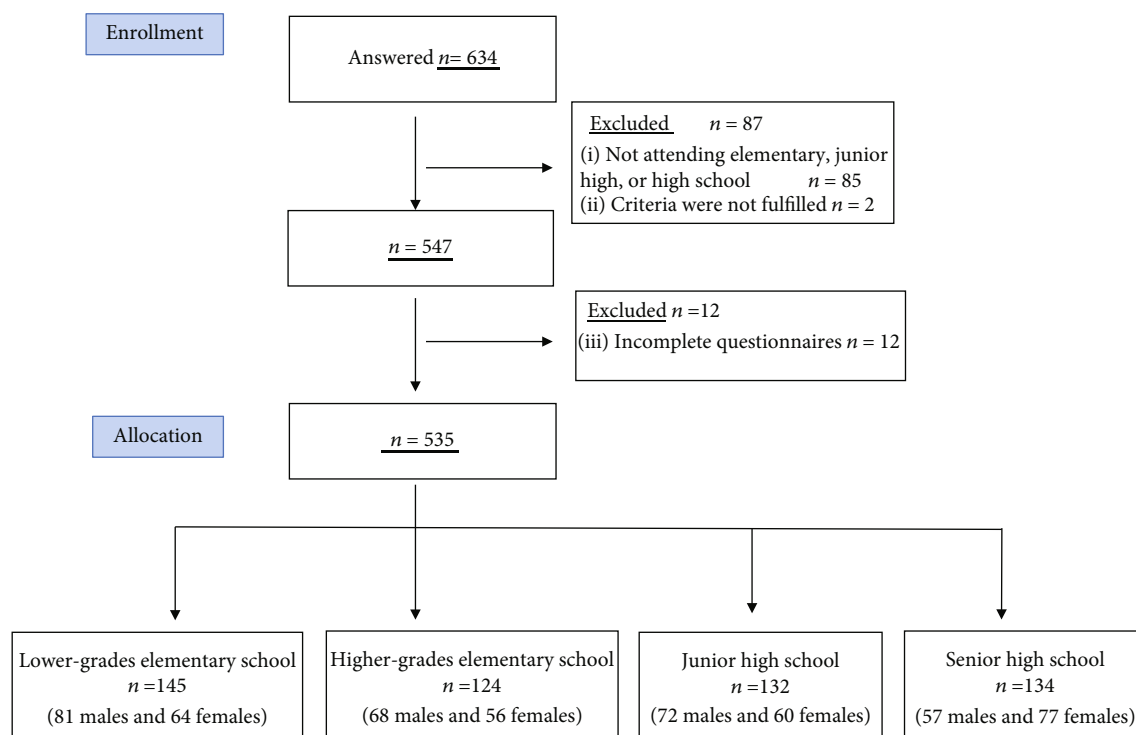 Enrollment
Answered n= 634
Excluded n = 87
(i) Not attending elementary, junior
high, or high school n = 85
(ii) Criteria were not fulfilled n = 2
n = 547
Excluded n =12
(iii) Incomplete questionnaires n = 12
Allocation
n = 535
Lower-grades elementary school
n =145
(81 males and 64 females)
Higher-grades elementary school
n =124
(68 males and 56 females)
Junior high school
n =132
(72 males and 60 females)
Senior high school
n =134
(57 males and 77 females)